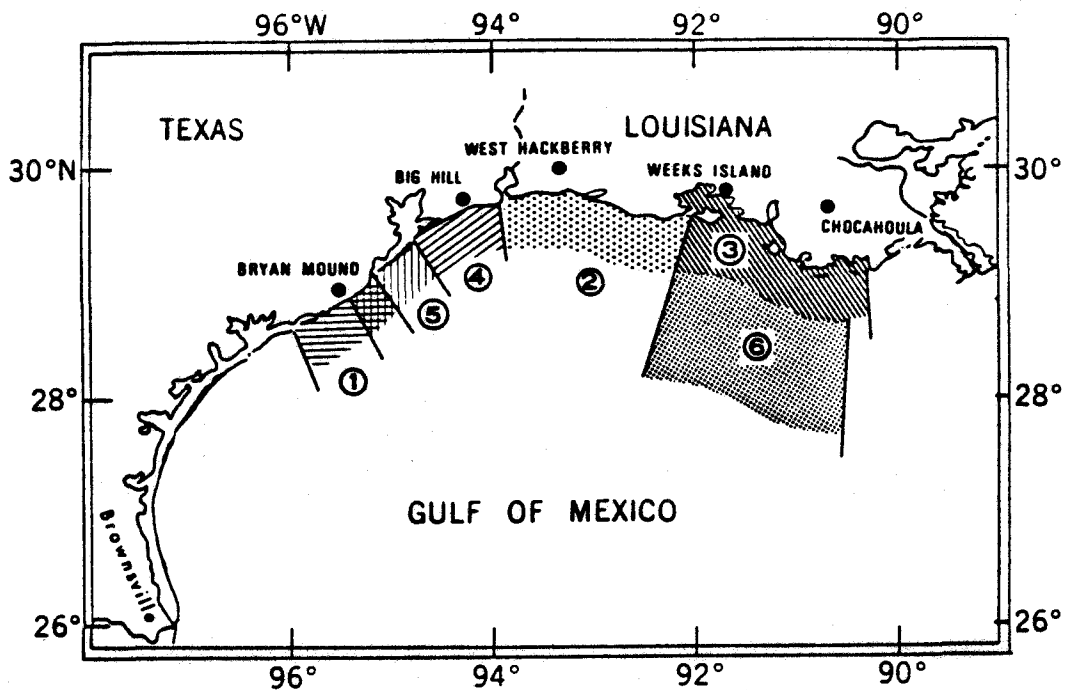 96°W 94° 92° 90°
TEXAS
LOUISIANA
WEST HACKBERRY
30°N
30°
BIG HILL
WEEKS ISLAND
CHOCAHOULA
③
BRYAN MOUND
④
②
⑤
⑥
①
28°
28°
GULF OF MEXICO
Brownsville
26°
26°
96°W 94° 92° 90°